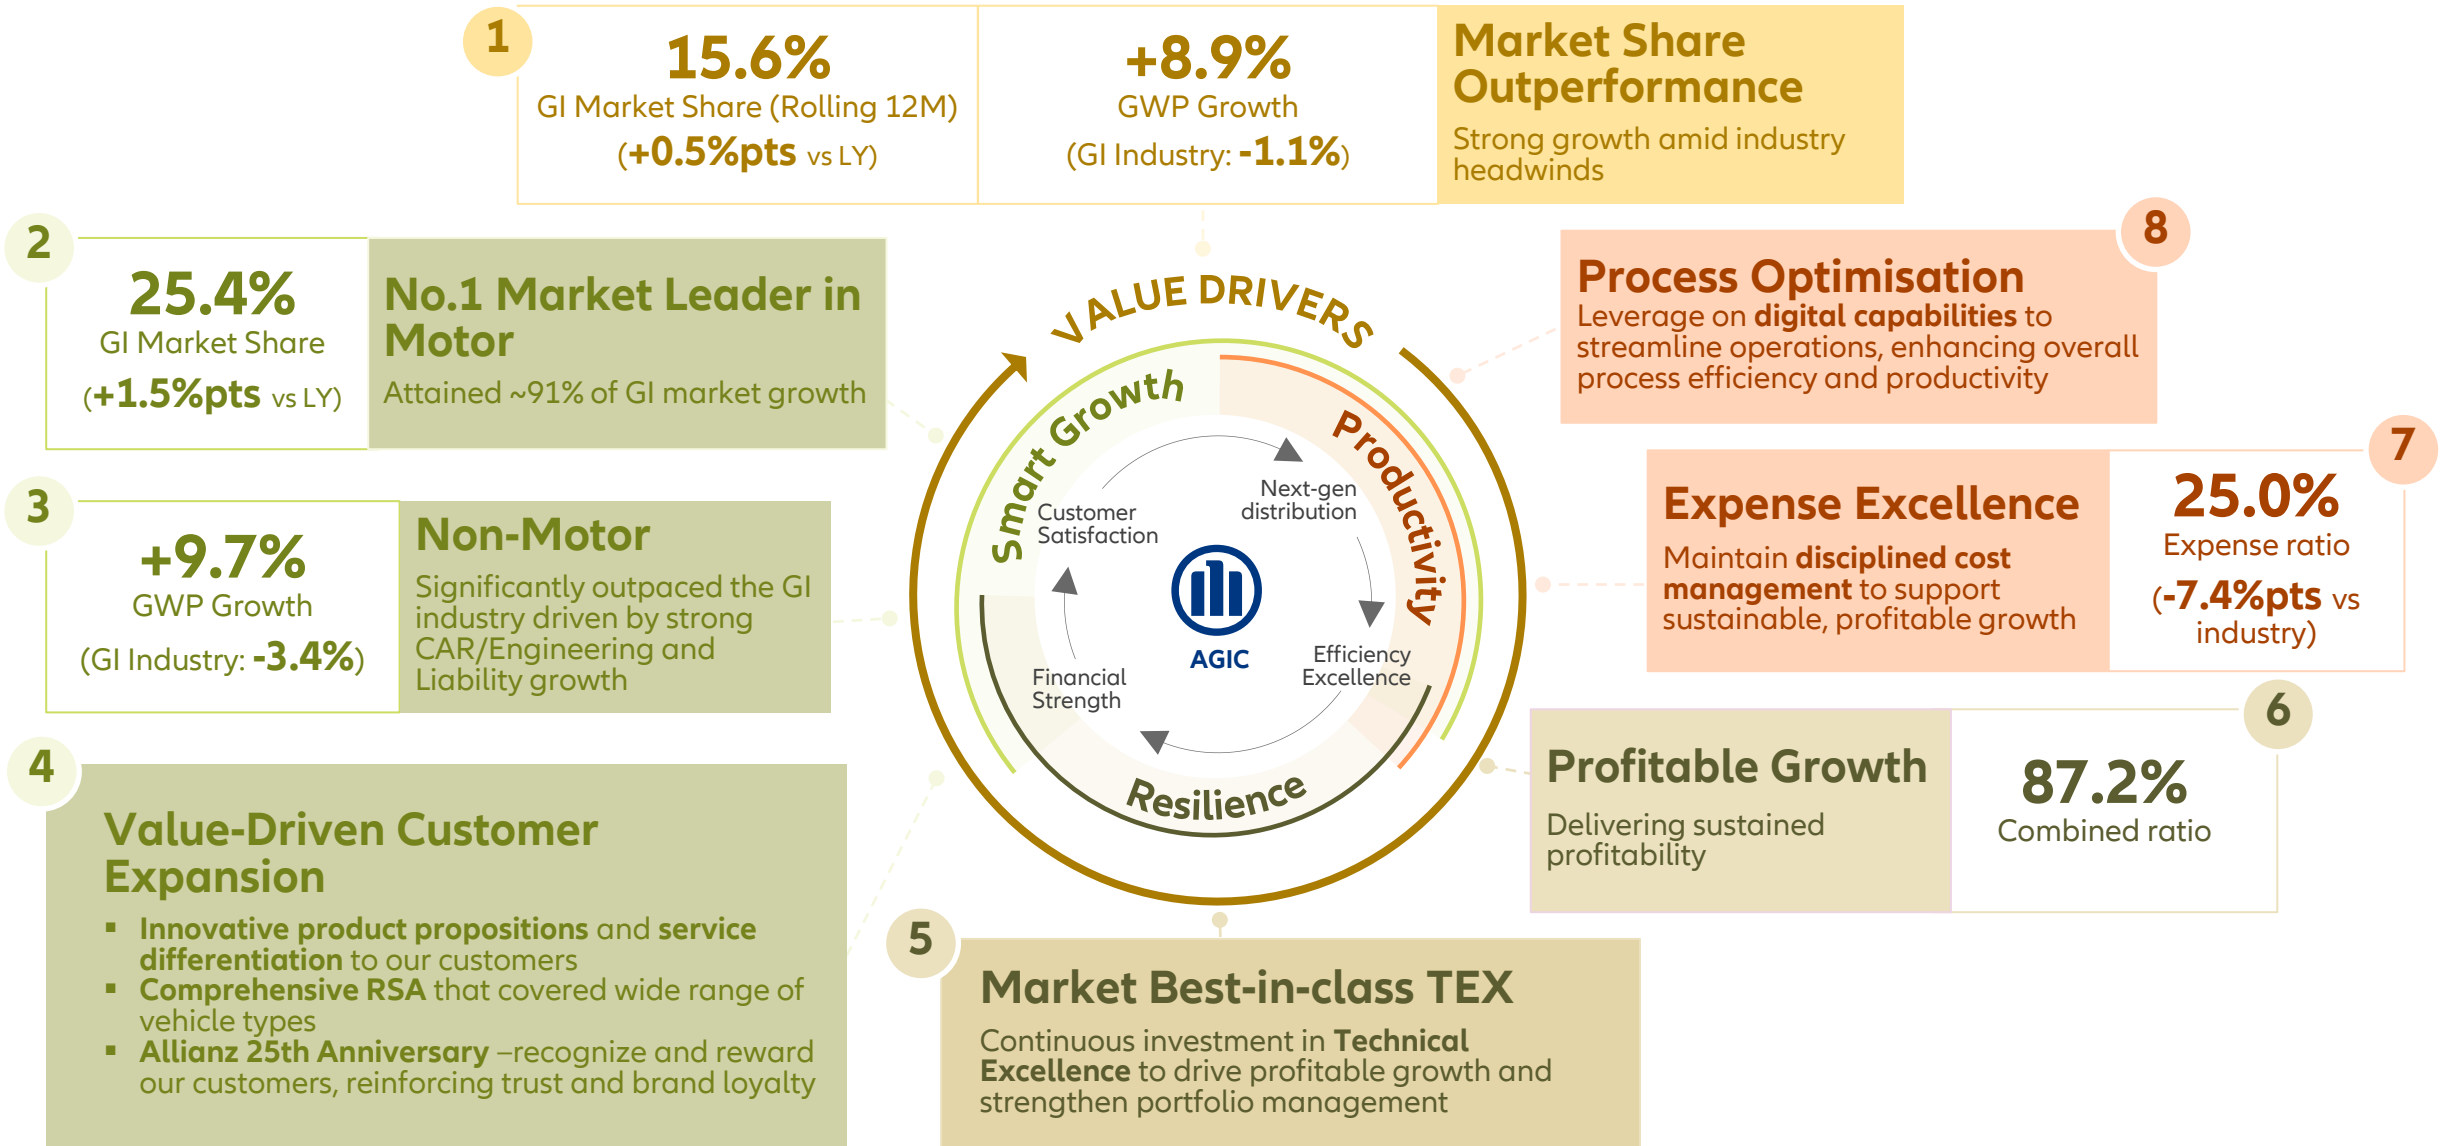 1
15.6%
GI Market Share (Rolling 12M)
(+0.5%pts vs LY)
+8.9%
GWP Growth
(GI Industry: -1.1%)
Market Share
Outperformance
Strong growth amid industry
headwinds
2
25.4%
GI Market Share
(+1.5%pts vs LY)
No.1 Market Leader in
Motor
Attained ~91% of GI market growth
3
+9.7%
GWP Growth
(GI Industry: -3.4%)
Non-Motor
Significantly outpaced the GI
industry driven by strong
CAR/Engineering and
Liability growth
4
Value-Driven Customer
Expansion
▪ Innovative product propositions and service
differentiation to our customers
▪ Comprehensive RSA that covered wide range of
vehicle types
▪ Allianz 25th Anniversary –recognize and reward
our customers, reinforcing trust and brand loyalty
VALUE DRIVERS
Smart Growth
Productivity
Resilience
Customer
Satisfaction
Next-gen
distribution
Efficiency
Excellence
Financial
Strength
AGIC
5
Market Best-in-class TEX
Continuous investment in Technical
Excellence to drive profitable growth and
strengthen portfolio management
6
Profitable Growth
Delivering sustained
profitability
87.2%
Combined ratio
7
Expense Excellence
Maintain disciplined cost
management to support
sustainable, profitable growth
25.0%
Expense ratio
(-7.4%pts vs
industry)
8
Process Optimisation
Leverage on digital capabilities to
streamline operations, enhancing overall
process efficiency and productivity